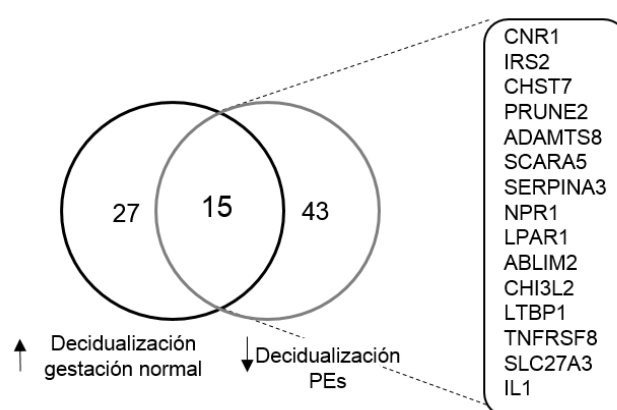 27
15
43
Decidualización
gestación normal
Decidualización
PEs
CNR1
IRS2
CHST7
PRUNE2
ADAMTS8
SCARA5
SERPINA3
NPR1
LPAR1
ABLIM2
CHI3L2
LTBP1
TNFRSF8
SLC27A3
IL1